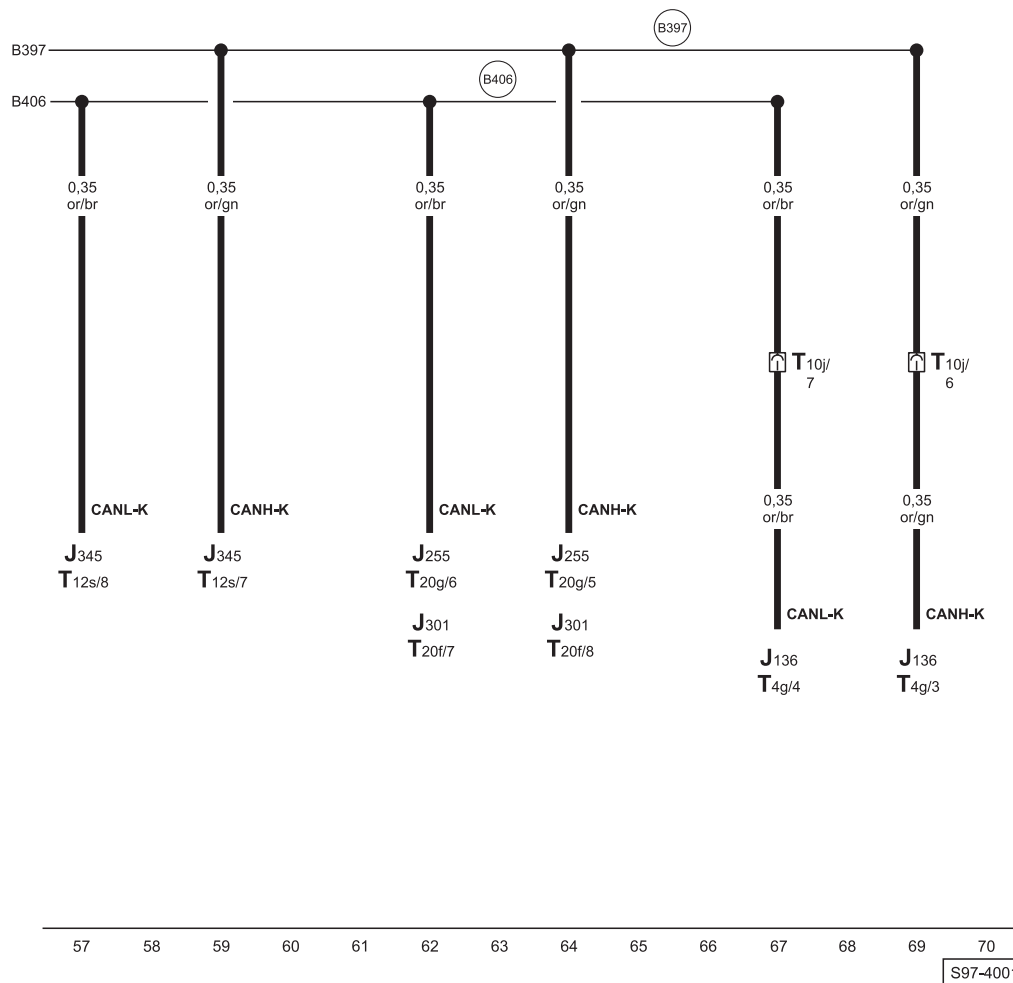 B397
B397
B406
B406
0,35 0,35 0,35 0,35 0,35 0,35
or/br or/gn or/br or/gn or/br or/gn
T10j/ T10j/
7 6
0,35 0,35
or/br or/gn
CANL-K CANH-K CANL-K CANH-K
J345 J345 J255 J255
T12s/8 T12s/7 T20g/6 T20g/5
CANL-K CANH-K
J301 J301
T20f/7 T20f/8
J136 J136
T4g/4 T4g/3
57 58 59 60 61 62 63 64 65 66 67 68 69 70
S97-4001